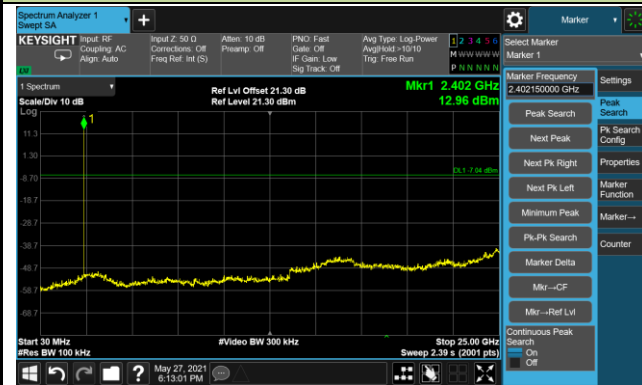 Spectrum Analyzer 1
Swept SA
+
Marker
KEYSIGHT
Input: RF
Coupling: AC
Align: Auto
Input Z: 50 Ω
Corrections: Off
Freq Ref: Int (S)
Atten: 10 dB
Preamp: Off
PNO: Fast
Gate: Off
IF Gain: Low
Sig Track: Off
Avg Type: Log-Power
Avg|Hold:>10/10
Trig: Free Run
1 2 3 4 5 6
M W W W W W
P N N N N N
Select Marker
Marker 1
1 Spectrum
Scale/Div 10 dB
Log
Ref Lvl Offset 21.30 dB
Ref Level 21.30 dBm
Mkr1 2.402 GHz
12.96 dBm
1
11.3
1.30
-8.70
-18.7
-28.7
-38.7
-48.7
-58.7
-68.7
DL1 -7.04 dBm
Start 30 MHz
#Res BW 100 kHz
#Video BW 300 kHz
Stop 25.00 GHz
Sweep 2.39 s (2001 pts)
Marker Frequency
2.402150000 GHz
Peak Search
Next Peak
Next Pk Right
Next Pk Left
Minimum Peak
Pk-Pk Search
Marker Delta
Mkr→CF
Mkr→Ref Lvl
Continuous Peak
Search
On
Off
Settings
Peak
Search
Pk Search
Config
Properties
Marker
Function
Marker→
Counter
?
May 27, 2021
6:13:01 PM